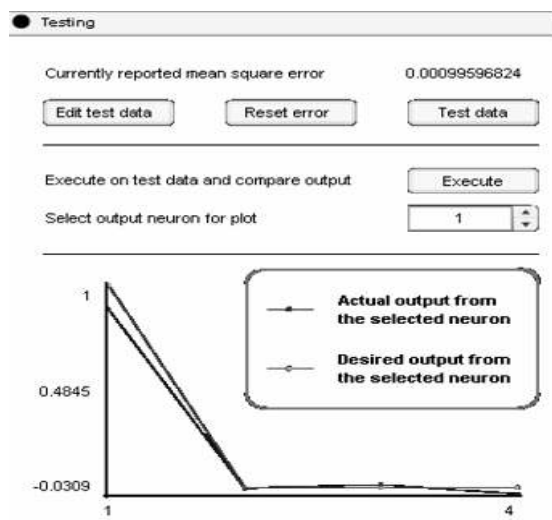 Testing
Currently reported mean square error 0.00099596824
Edit test data Reset error Test data
Execute on test data and compare output Execute
Select output neuron for plot 1
1
0.4845
-0.0309
1 4
Actual output from
the selected neuron
Desired output from
the selected neuron